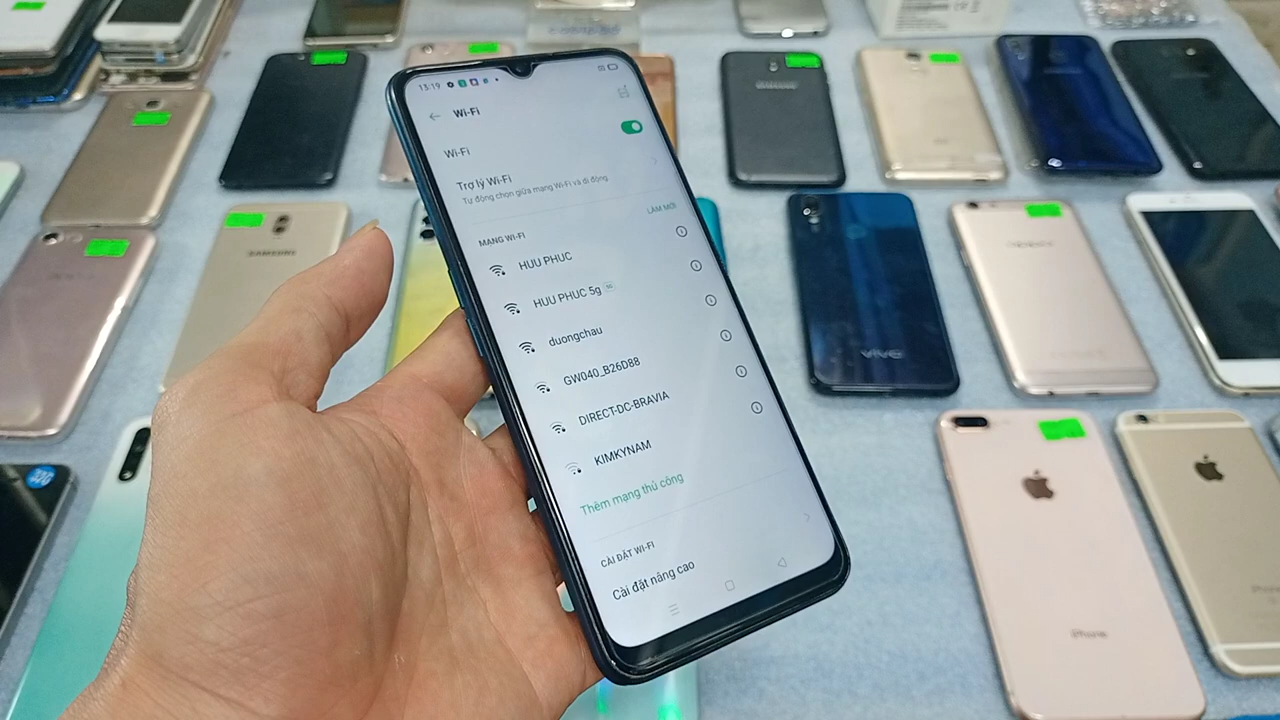 13:19
Wi-Fi
Wi-Fi
Trợ lý Wi-Fi
Tự động chọn giữa mạng Wi-Fi và di động.
MẠNG WI-FI
LÀM MỚI
HUU PHUC
HUU PHUC 5g
duongchau
GW040_B26D88
DIRECT-DC-BRAVIA
KIMKYNAM
Thêm mạng thủ công
CÀI ĐẶT WI-FI
Cài đặt nâng cao
SAMSUNG
vivo
OPPO
iPhone